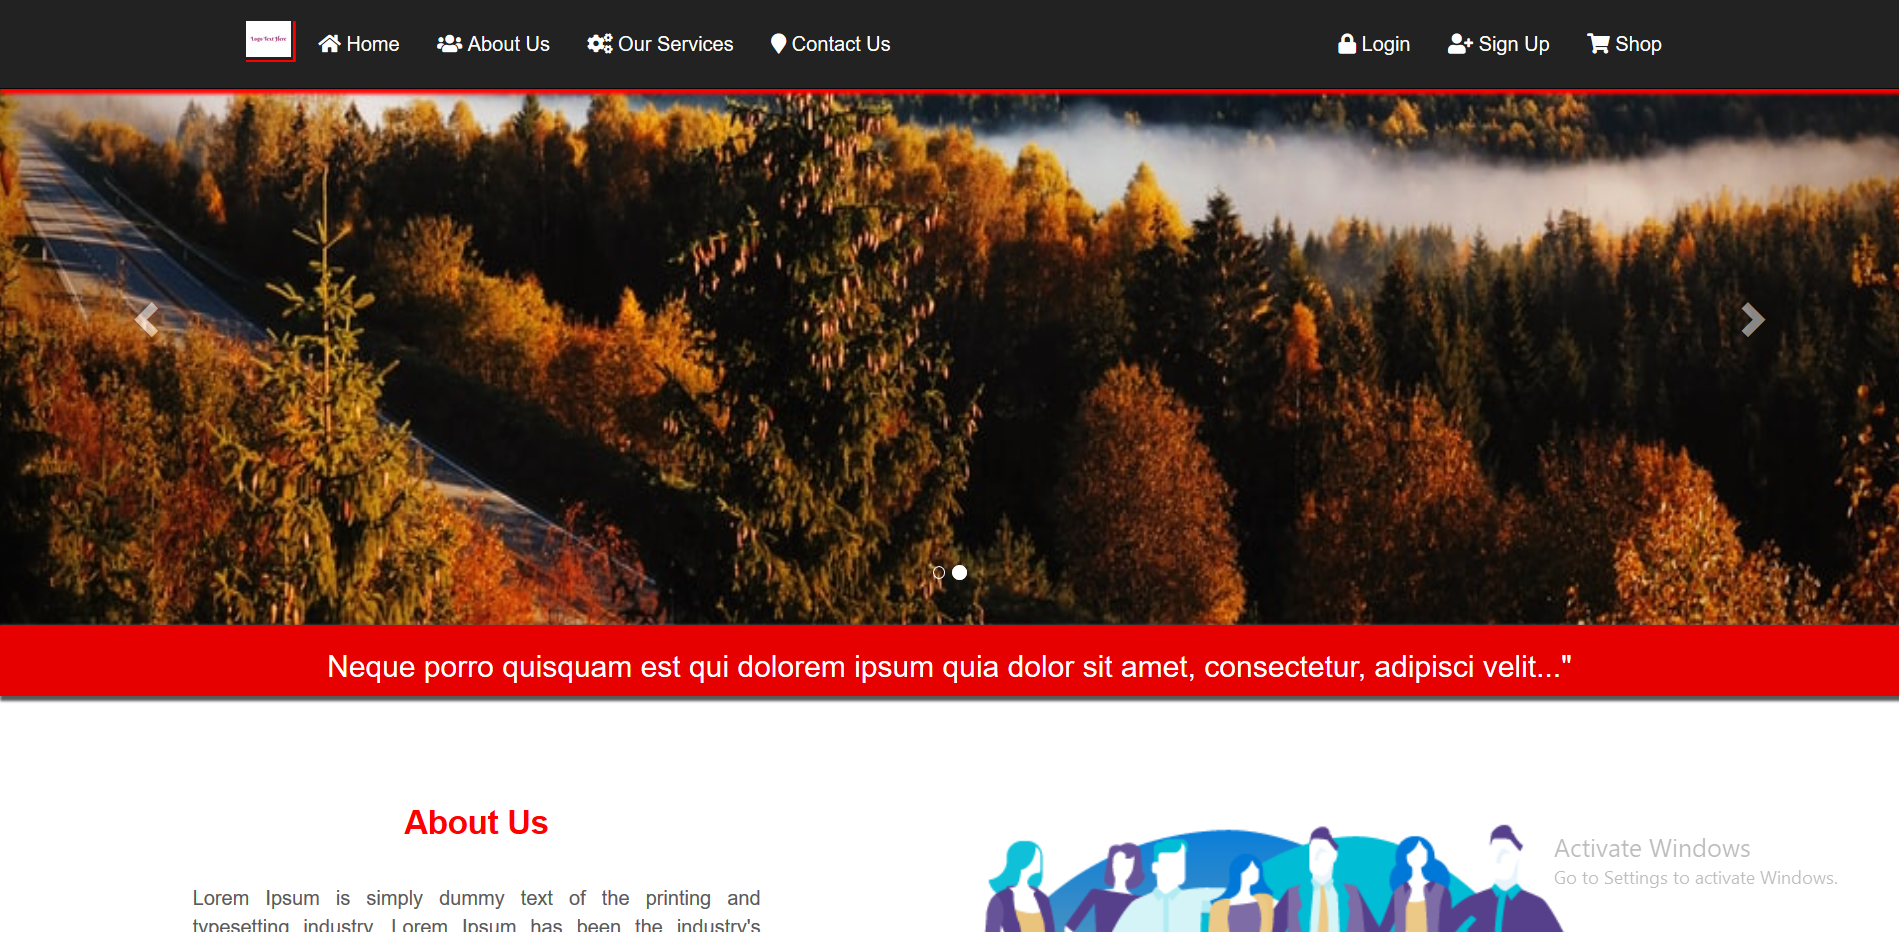 Logo Text Here
Home About Us Our Services Contact Us Login Sign Up Shop
Neque porro quisquam est qui dolorem ipsum quia dolor sit amet, consectetur, adipisci velit..."
About Us
Lorem Ipsum is simply dummy text of the printing and
typesetting industry. Lorem Ipsum has been the industry's
Activate Windows
Go to Settings to activate Windows.